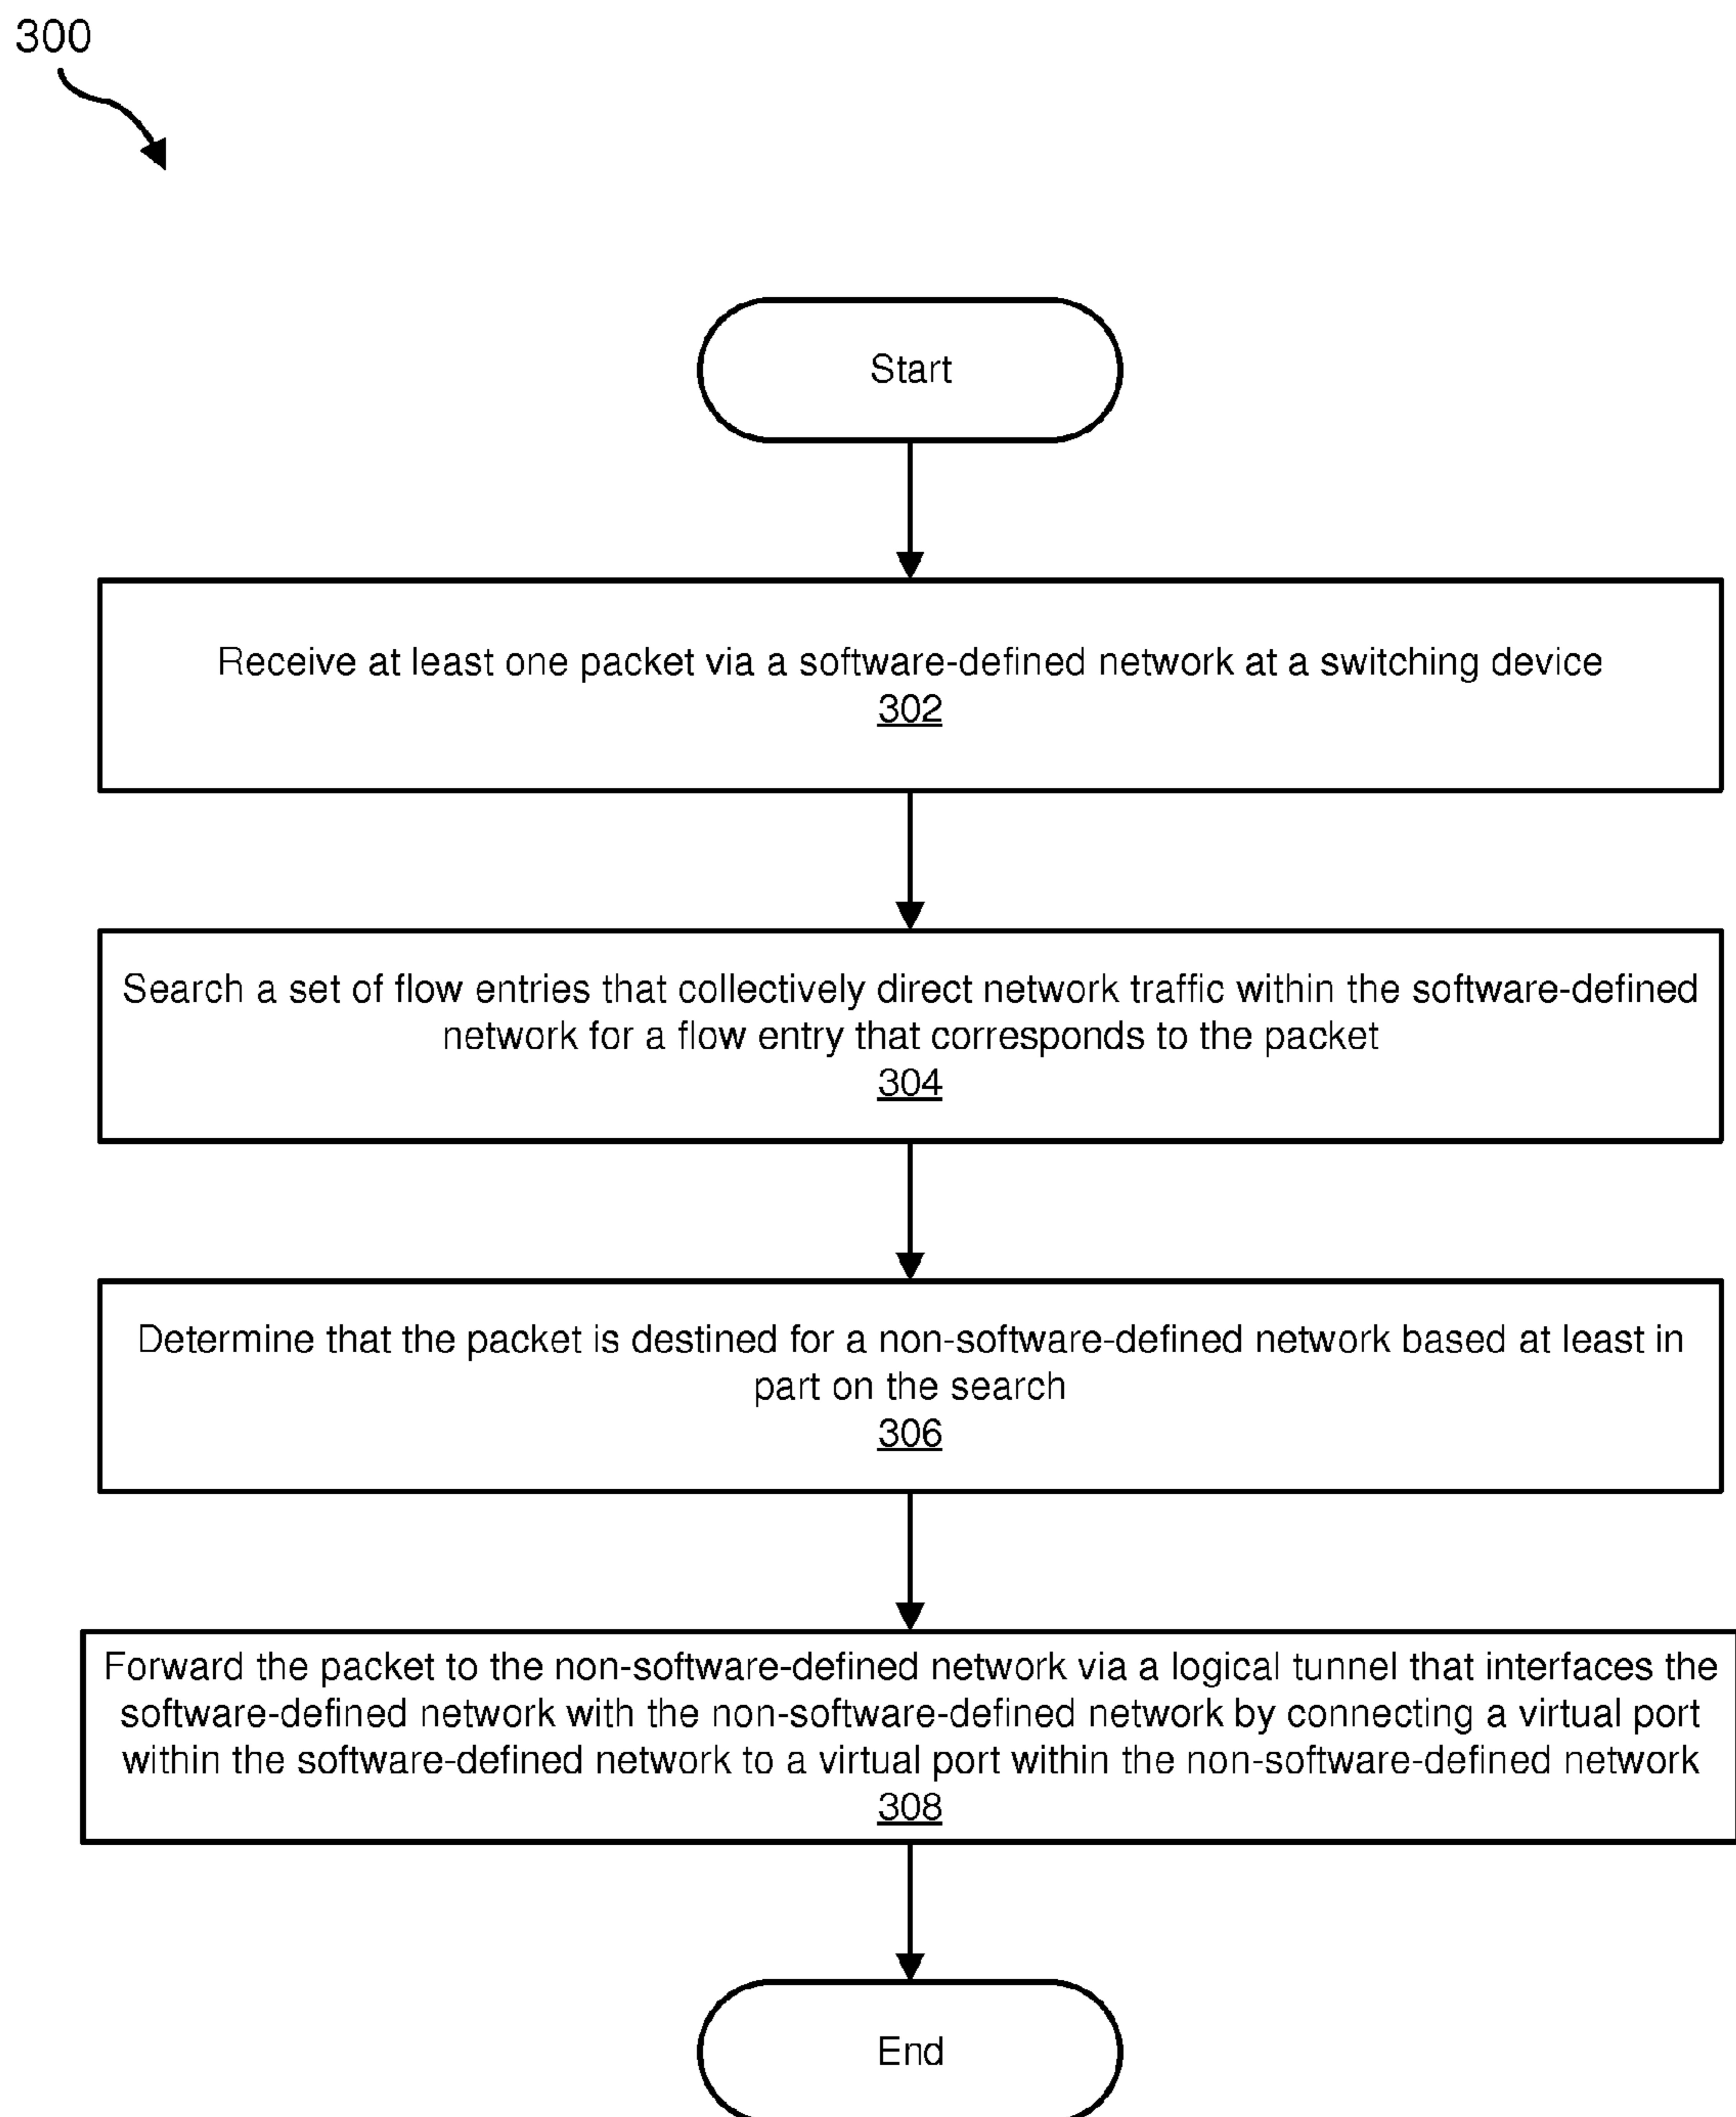 300
Start
Receive at least one packet via a software-defined network at a switching device
302
Search a set of flow entries that collectively direct network traffic within the software-defined
network for a flow entry that corresponds to the packet
304
Determine that the packet is destined for a non-software-defined network based at least in
part on the search
306
Forward the packet to the non-software-defined network via a logical tunnel that interfaces the
software-defined network with the non-software-defined network by connecting a virtual port
within the software-defined network to a virtual port within the non-software-defined network
308
End